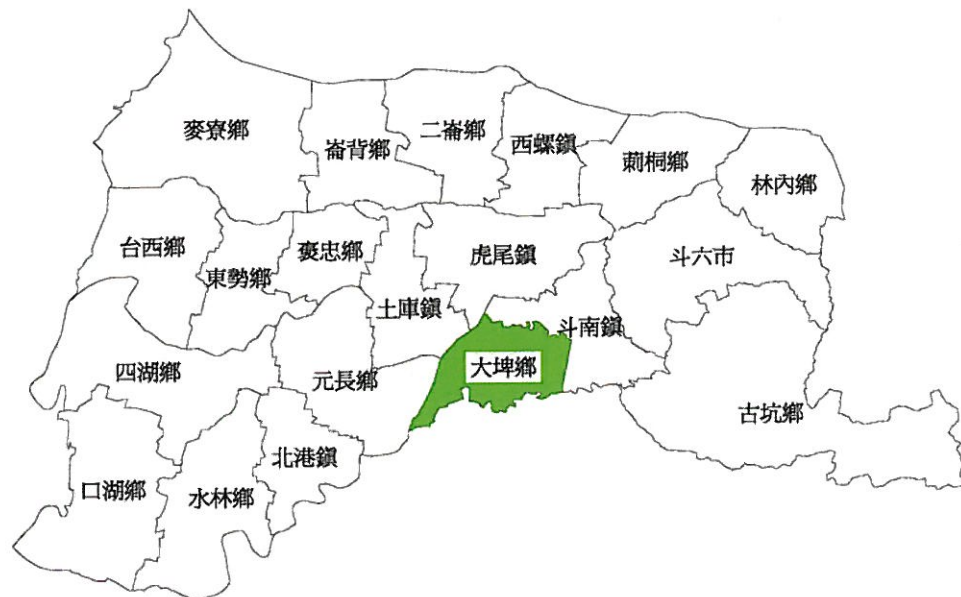 麥寮鄉
崙背鄉
二崙鄉
西螺鎮
莿桐鄉
林內鄉
台西鄉
東勢鄉
褒忠鄉
土庫鎮
虎尾鎮
斗六市
斗南鎮
四湖鄉
元長鄉
大埤鄉
古坑鄉
口湖鄉
水林鄉
北港鎮